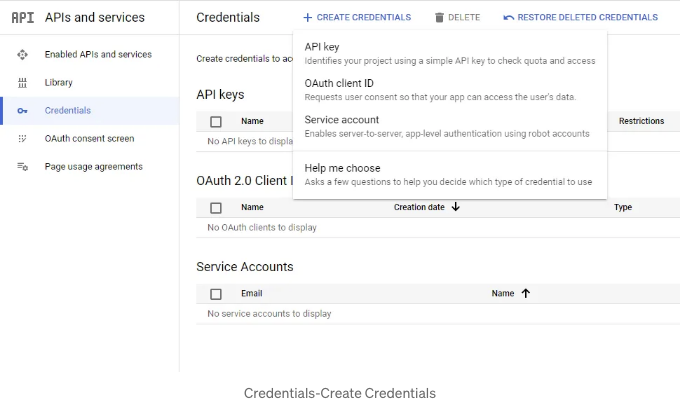 API APIs and services
Credentials
+ CREATE CREDENTIALS
DELETE
RESTORE DELETED CREDENTIALS
Enabled APIs and services
Library
Credentials
OAuth consent screen
Page usage agreements
Create credentials to ac
API key
Identifies your project using a simple API key to check quota and access
OAuth client ID
Requests user consent so that your app can access the user's data.
Service account
Enables server-to-server, app-level authentication using robot accounts
Help me choose
Asks a few questions to help you decide which type of credential to use
API keys
Name Restrictions
No API keys to displa
OAuth 2.0 Client I
Name Creation date Type
No OAuth clients to display
Service Accounts
Email Name
No service accounts to display
Credentials-Create Credentials